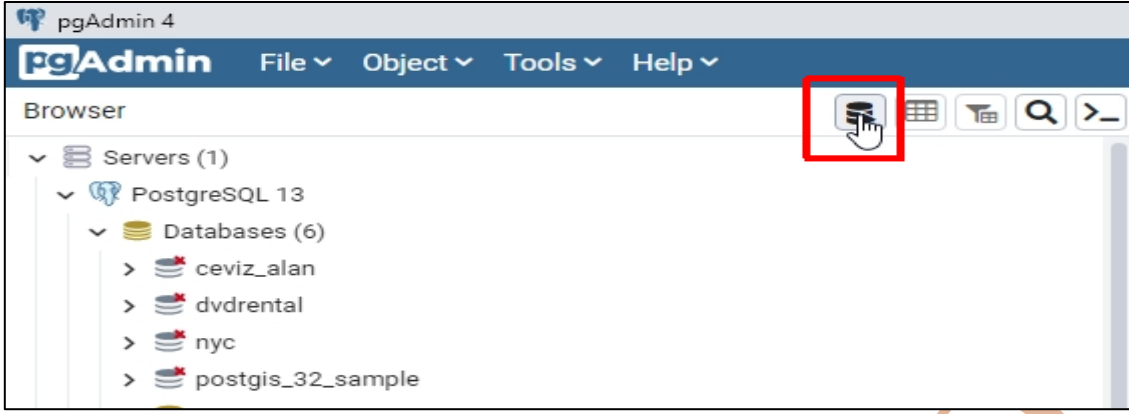 pgAdmin 4
pgAdmin File Object Tools Help
Browser
Servers (1)
PostgreSQL 13
Databases (6)
ceviz_alan
dvdrental
nyc
postgis_32_sample